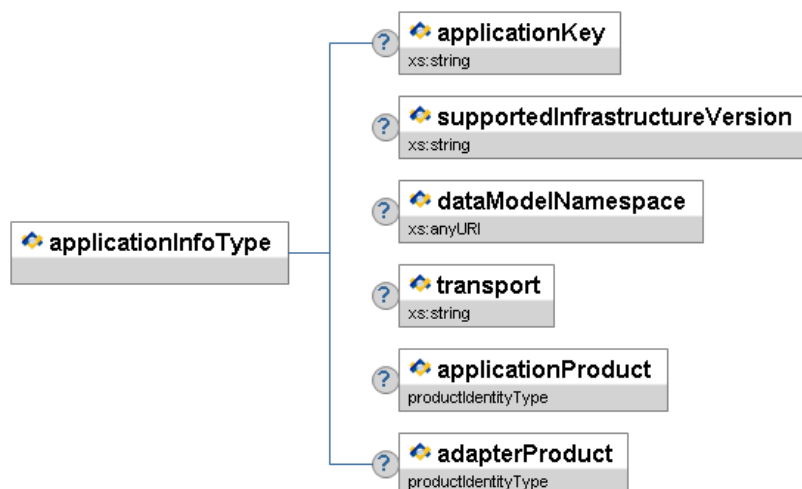 ?
applicationKey
xs:string
?
supportedInfrastructureVersion
xs:string
?
dataModelNamespace
xs:anyURI
applicationInfoType
?
transport
xs:string
?
applicationProduct
productIdentityType
?
adapterProduct
productIdentityType